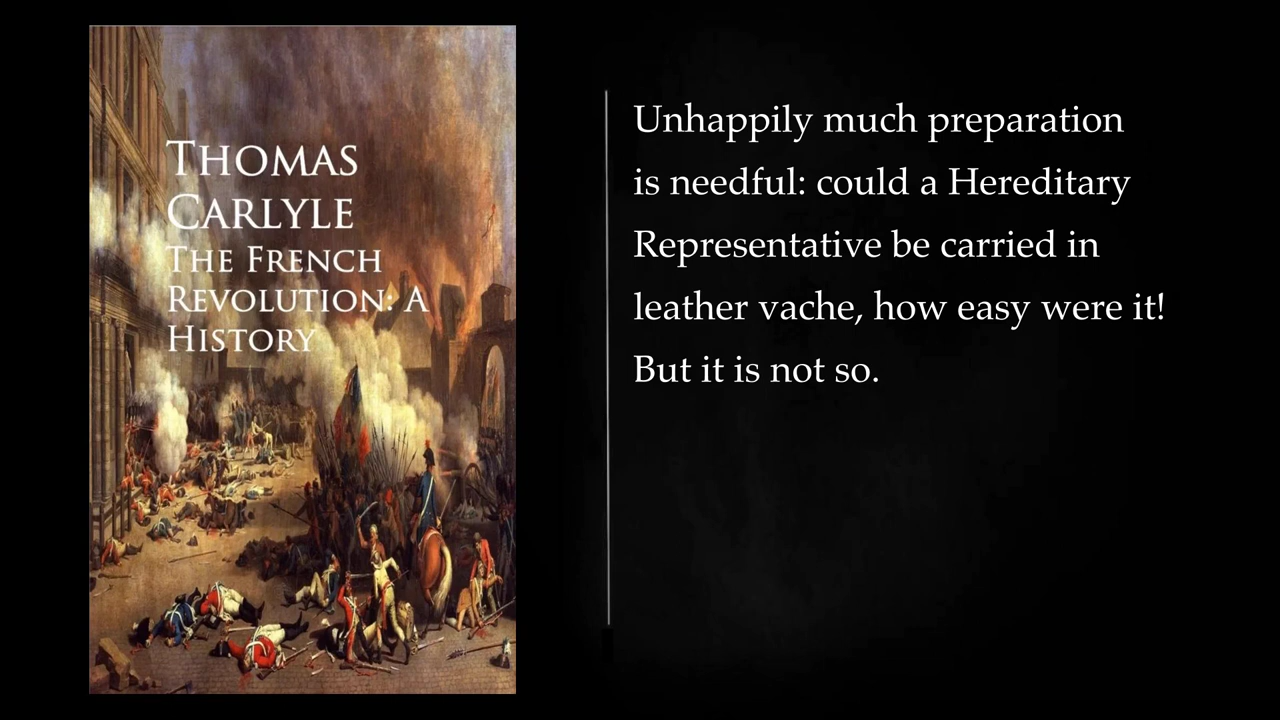 THOMAS
CARLYLE
THE FRENCH
REVOLUTION: A
HISTORY
Unhappily much preparation
is needful: could a Hereditary
Representative be carried in
leather vache, how easy were it!
But it is not so.